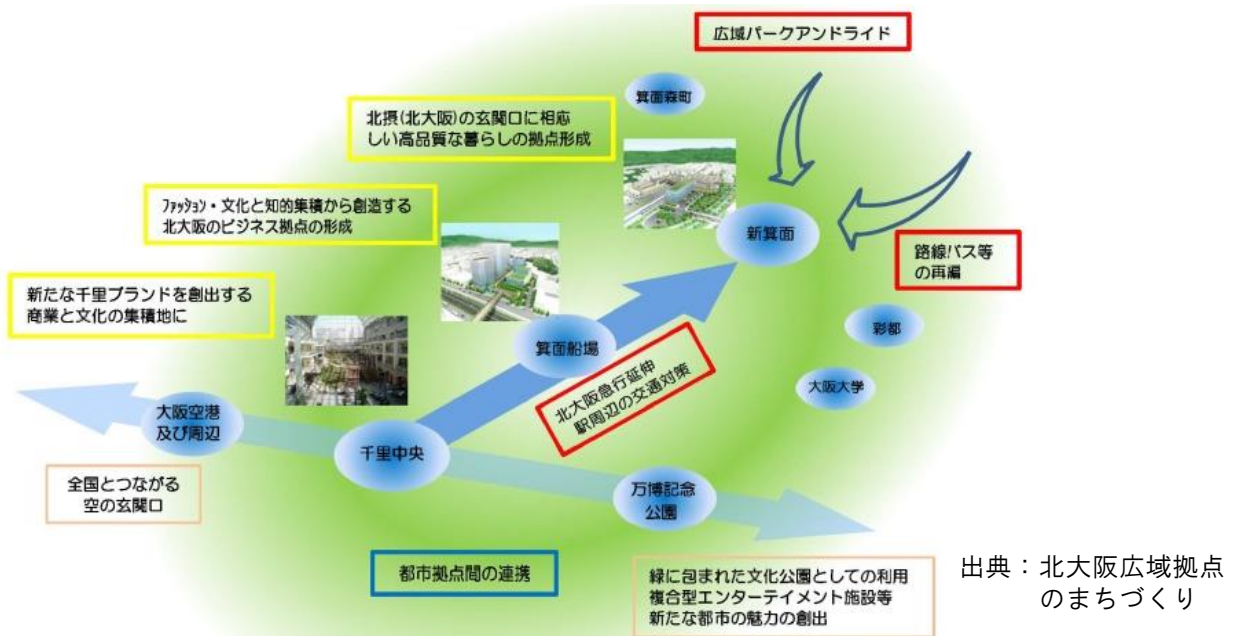 広域パークアンドライド
箕面森町
北摂(北大阪)の玄関口に相応
しい高品質な暮らしの拠点形成
ファッション・文化と知的集積から創造する
北大阪のビジネス拠点の形成
新箕面
路線バス等
の再編
新たな千里ブランドを創出する
商業と文化の集積地に
彩都
箕面船場
大阪大学
北大阪急行延伸
駅周辺の交通対策
大阪空港
及び周辺
千里中央
全国とつながる
空の玄関口
万博記念
公園
都市拠点間の連携
緑に包まれた文化公園としての利用
複合型エンターテイメント施設等
新たな都市の魅力の創出
出典：北大阪広域拠点
のまちづくり